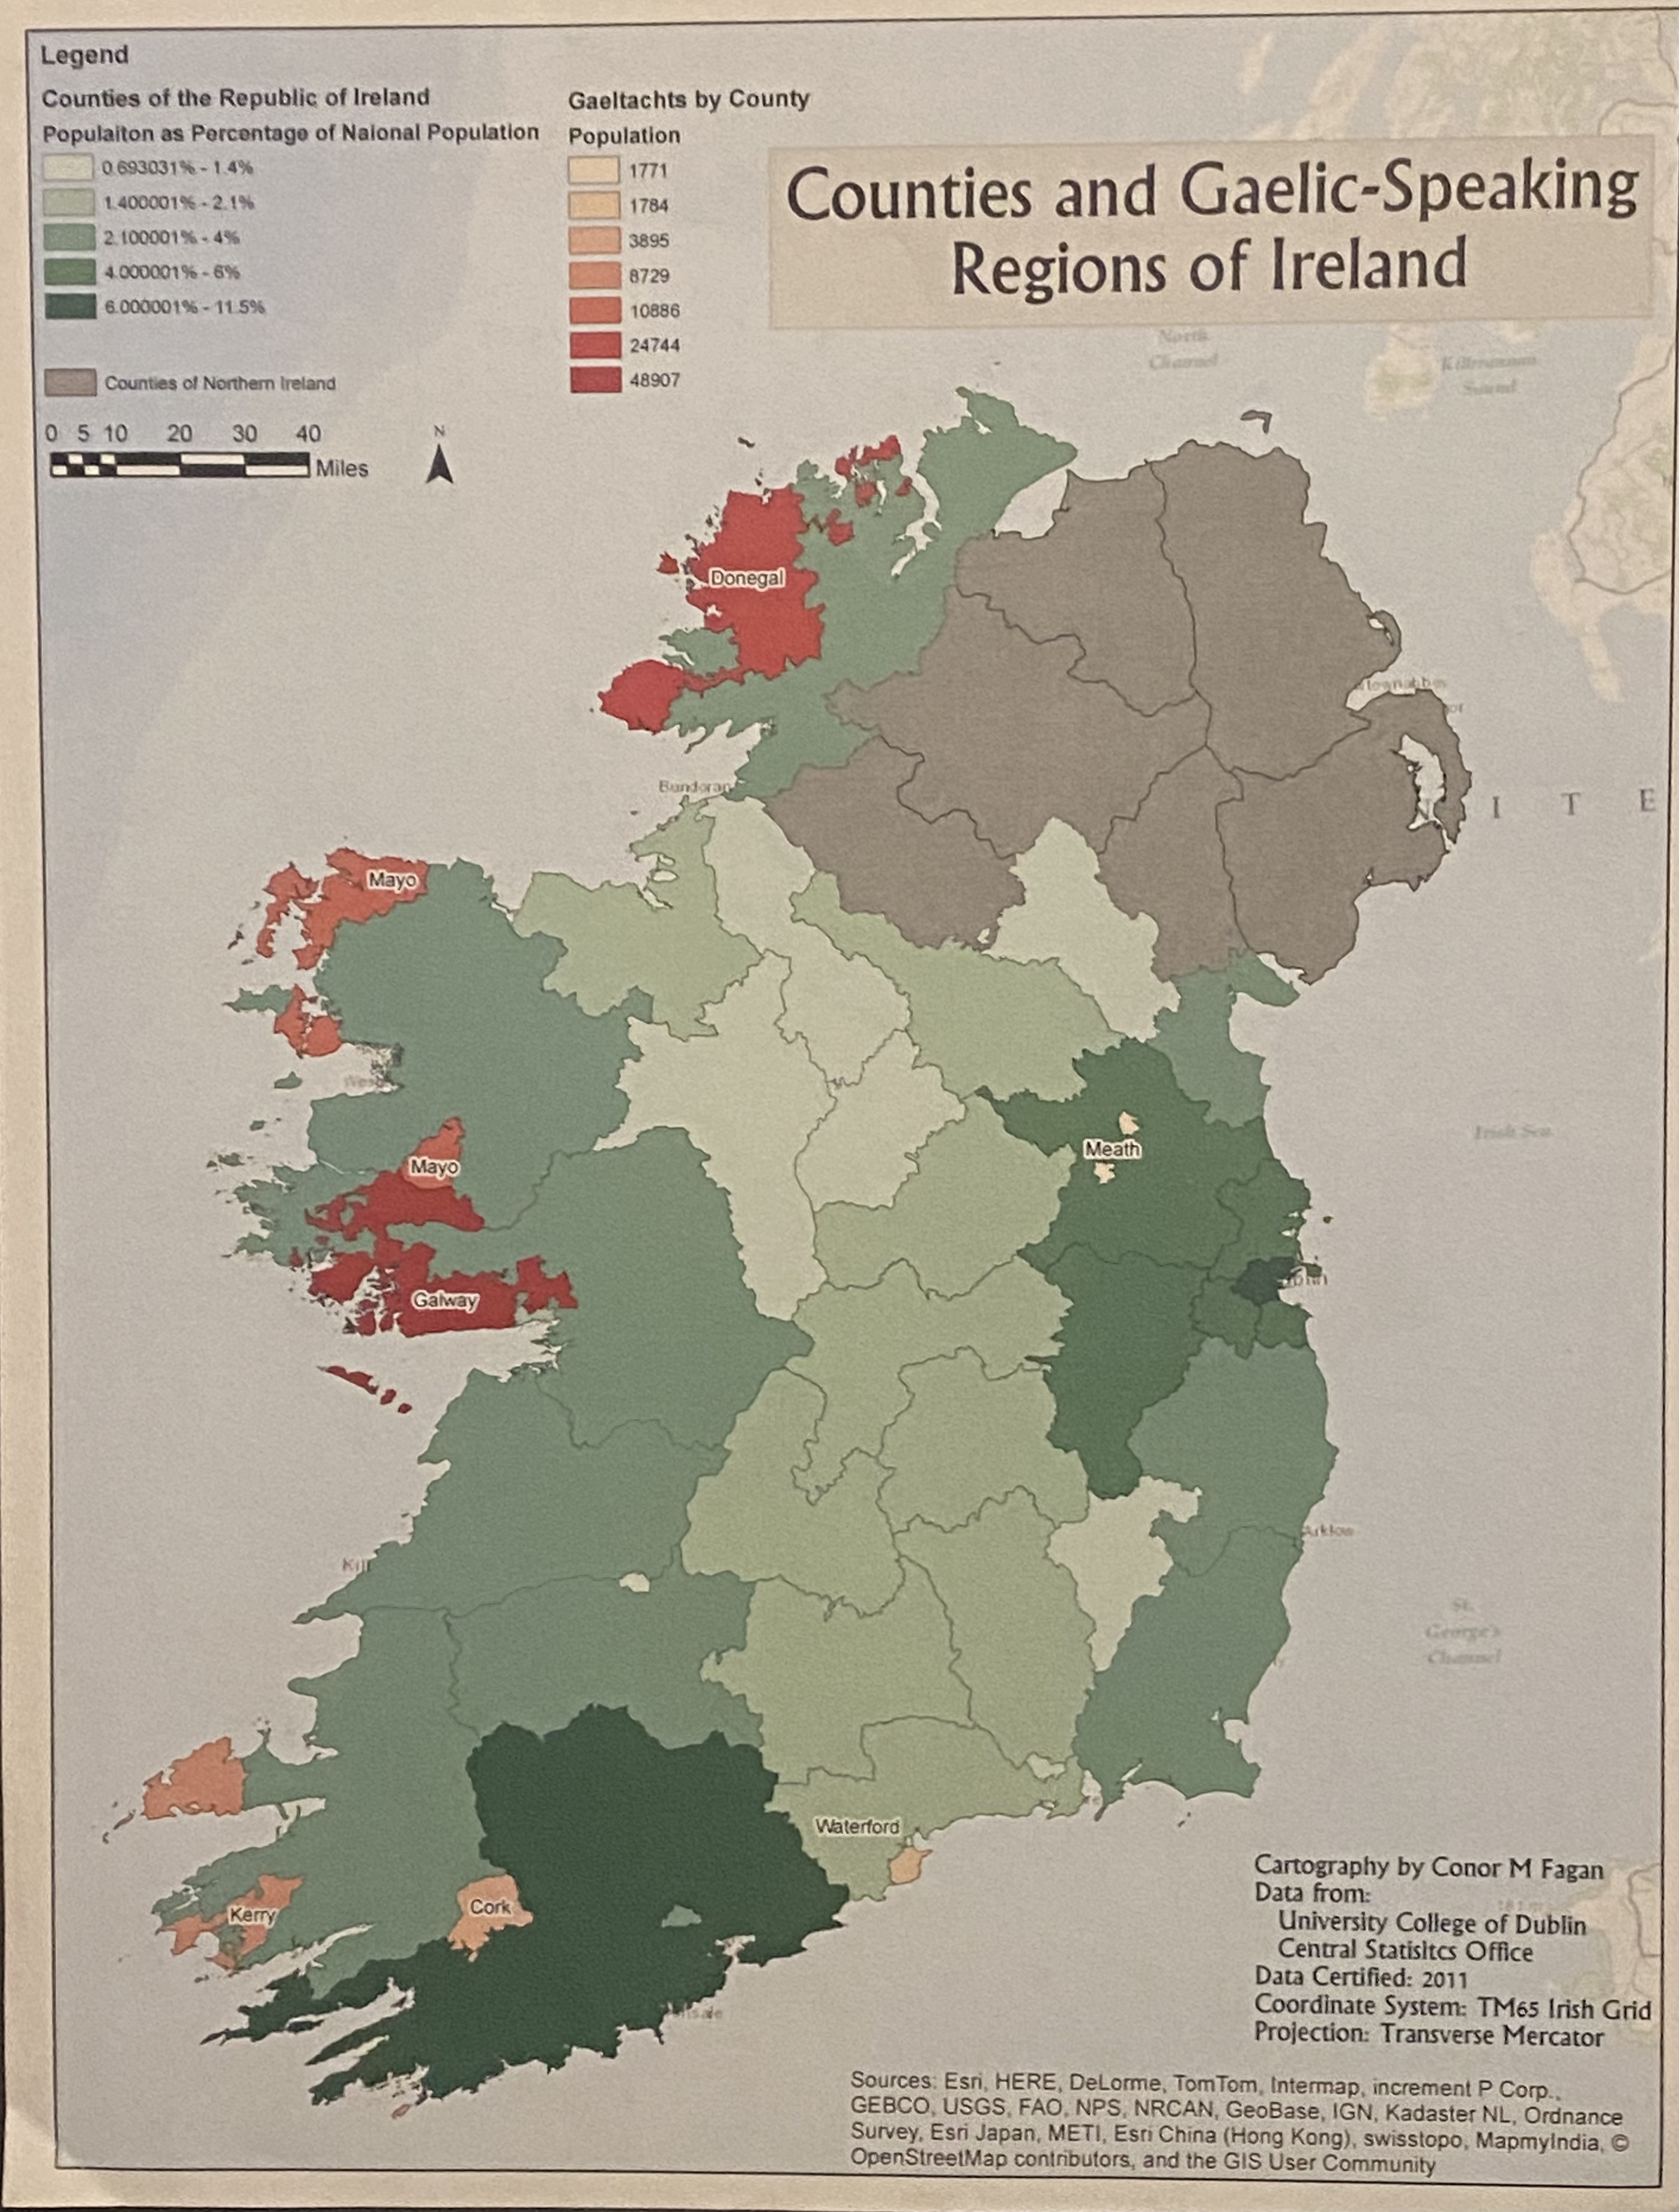 Legend
Counties of the Republic of Ireland
Populaiton as Percentage of Naional Population
0.693031% - 1.4%
1.400001% - 2.1%
2.100001% - 4%
4.000001% - 6%
6.000001% - 11.5%
Counties of Northern Ireland
Gaeltachts by County
Population
1771
1784
3895
8729
10886
24744
48907
0 5 10 20 30 40
Miles
N
Counties and Gaelic-Speaking
Regions of Ireland
North
Channel
Sound
Donegal
Bundoran
I T E
Mayo
Meath
Irish Sea
Mayo
Galway
Arklow
St.
George's
Channel
Waterford
Kerry
Cork
Cartography by Conor M Fagan
Data from:
University College of Dublin
Central Statisitcs Office
Data Certified: 2011
Coordinate System: TM65 Irish Grid
Projection: Transverse Mercator
Sources: Esri, HERE, DeLorme, TomTom, Intermap, increment P Corp.,
GEBCO, USGS, FAO, NPS, NRCAN, GeoBase, IGN, Kadaster NL, Ordnance
Survey, Esri Japan, METI, Esri China (Hong Kong), swisstopo, MapmyIndia, ©
OpenStreetMap contributors, and the GIS User Community